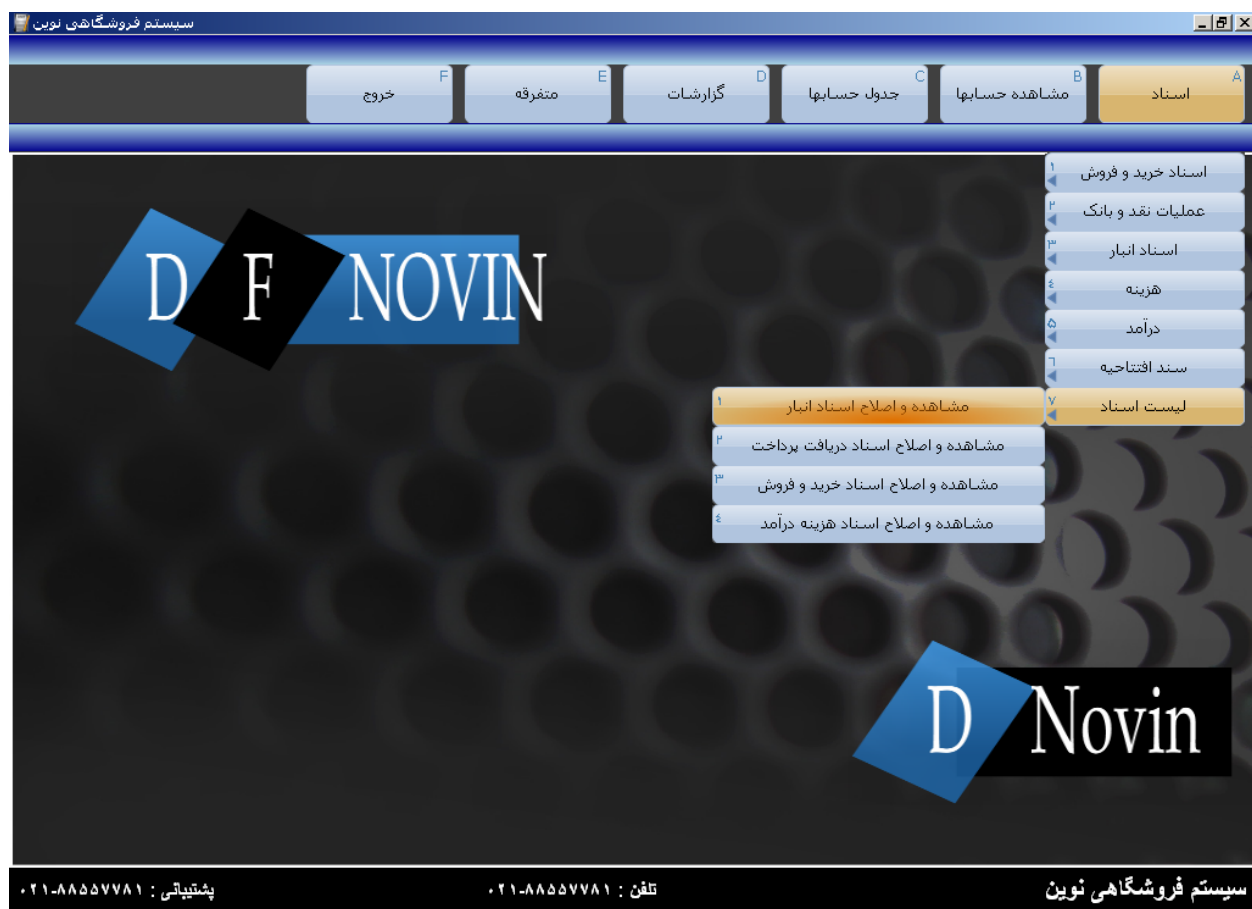 سیستم فروشگاهی نوین
A
اسناد
B
مشاهده حسابها
C
جدول حسابها
D
گزارشات
E
متفرقه
F
خروج
اسناد خرید و فروش ۱
عملیات نقد و بانک ۲
اسناد انبار ۳
هزینه ٤
درآمد ۵
سند افتتاحیه ٦
لیست اسناد ۷
مشاهده و اصلاح اسناد انبار ۱
مشاهده و اصلاح اسناد دریافت پرداخت ۲
مشاهده و اصلاح اسناد خرید و فروش ۳
مشاهده و اصلاح اسناد هزینه درآمد ٤
D F NOVIN
D Novin
سیستم فروشگاهی نوین
تلفن : ۰۲۱-۸۸۵۵۷۷۸۱
پشتیبانی : ۰۲۱-۸۸۵۵۷۷۸۱